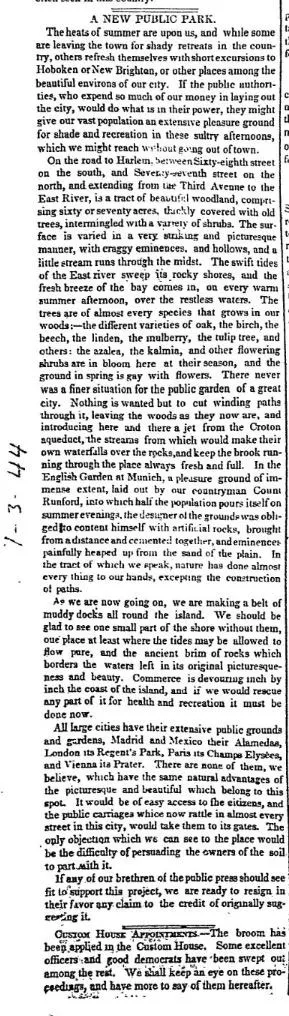 A NEW PUBLIC PARK.
The heats of summer are upon us, and while some
are leaving the town for shady retreats in the coun-
try, others refresh themselves with short excursions to
Hoboken or New Brighton, or other places among the
beautiful environs of our city. If the public authori-
ties, who expend so much of our money in laying out
the city, would do what is in their power, they might
give our vast population an extensive pleasure ground
for shade and recreation in these sultry afternoons,
which we might reach without going out of town.
On the road to Harlem, between Sixty-eighth street
on the south, and Seventy-seventh street on the
north, and extending from the Third Avenue to the
East River, is a tract of beautiful woodland, compri-
sing sixty or seventy acres, thickly covered with old
trees, intermingled with a variety of shrubs. The sur-
face is varied in a very striking and picturesque
manner, with craggy eminences, and hollows, and a
little stream runs through the midst. The swift tides
of the East river sweep its rocky shores, and the
fresh breeze of the bay comes in, on every warm
summer afternoon, over the restless waters. The
trees are of almost every species that grows in our
woods:—the different varieties of oak, the birch, the
beech, the linden, the mulberry, the tulip tree, and
others: the azalea, the kalmia, and other flowering
shrubs are in bloom here at their season, and the
ground in spring is gay with flowers. There never
was a finer situation for the public garden of a great
city. Nothing is wanted but to cut winding paths
through it, leaving the woods as they now are, and
introducing here and there a jet from the Croton
aqueduct, the streams from which would make their
own waterfalls over the rocks, and keep the brook run-
ning through the place always fresh and full. In the
English Garden at Munich, a pleasure ground of im-
mense extent, laid out by our countryman Count
Runford, into which half the population pours itself on
summer evenings, the designer of the grounds was obli-
ged to content himself with artificial rocks, brought
from a distance and cemented together, and eminences
painfully heaped up from the sand of the plain. In
the tract of which we speak, nature has done almost
every thing to our hands, excepting the construction
of paths.
As we are now going on, we are making a belt of
muddy docks all round the island. We should be
glad to see one small part of the shore without them,
one place at least where the tides may be allowed to
flow pure, and the ancient brim of rocks which
borders the waters left in its original picturesque-
ness and beauty. Commerce is devouring inch by
inch the coast of the island, and if we would rescue
any part of it for health and recreation it must be
done now.
All large cities have their extensive public grounds
and gardens, Madrid and Mexico their Alamedas,
London its Regent's Park, Paris its Champs Elysées,
and Vienna its Prater. There are none of them, we
believe, which have the same natural advantages of
the picturesque and beautiful which belong to this
spot. It would be of easy access to the citizens, and
the public carriages whice now rattle in almost every
street in this city, would take them to its gates. The
only objection which we can see to the place would
be the difficulty of persuading the owners of the soil
to part with it.
If any of our brethren of the public press should see
fit to support this project, we are ready to resign in
their favor any claim to the credit of originally sug-
gesting it.
CUSTOM HOUSE APPOINTMENTS.—The broom has
been applied in the Custom House. Some excellent
officers and good democrats have been swept out
among the rest. We shall keep an eye on these pro-
ceedings, and have more to say of them hereafter.
7-3-44